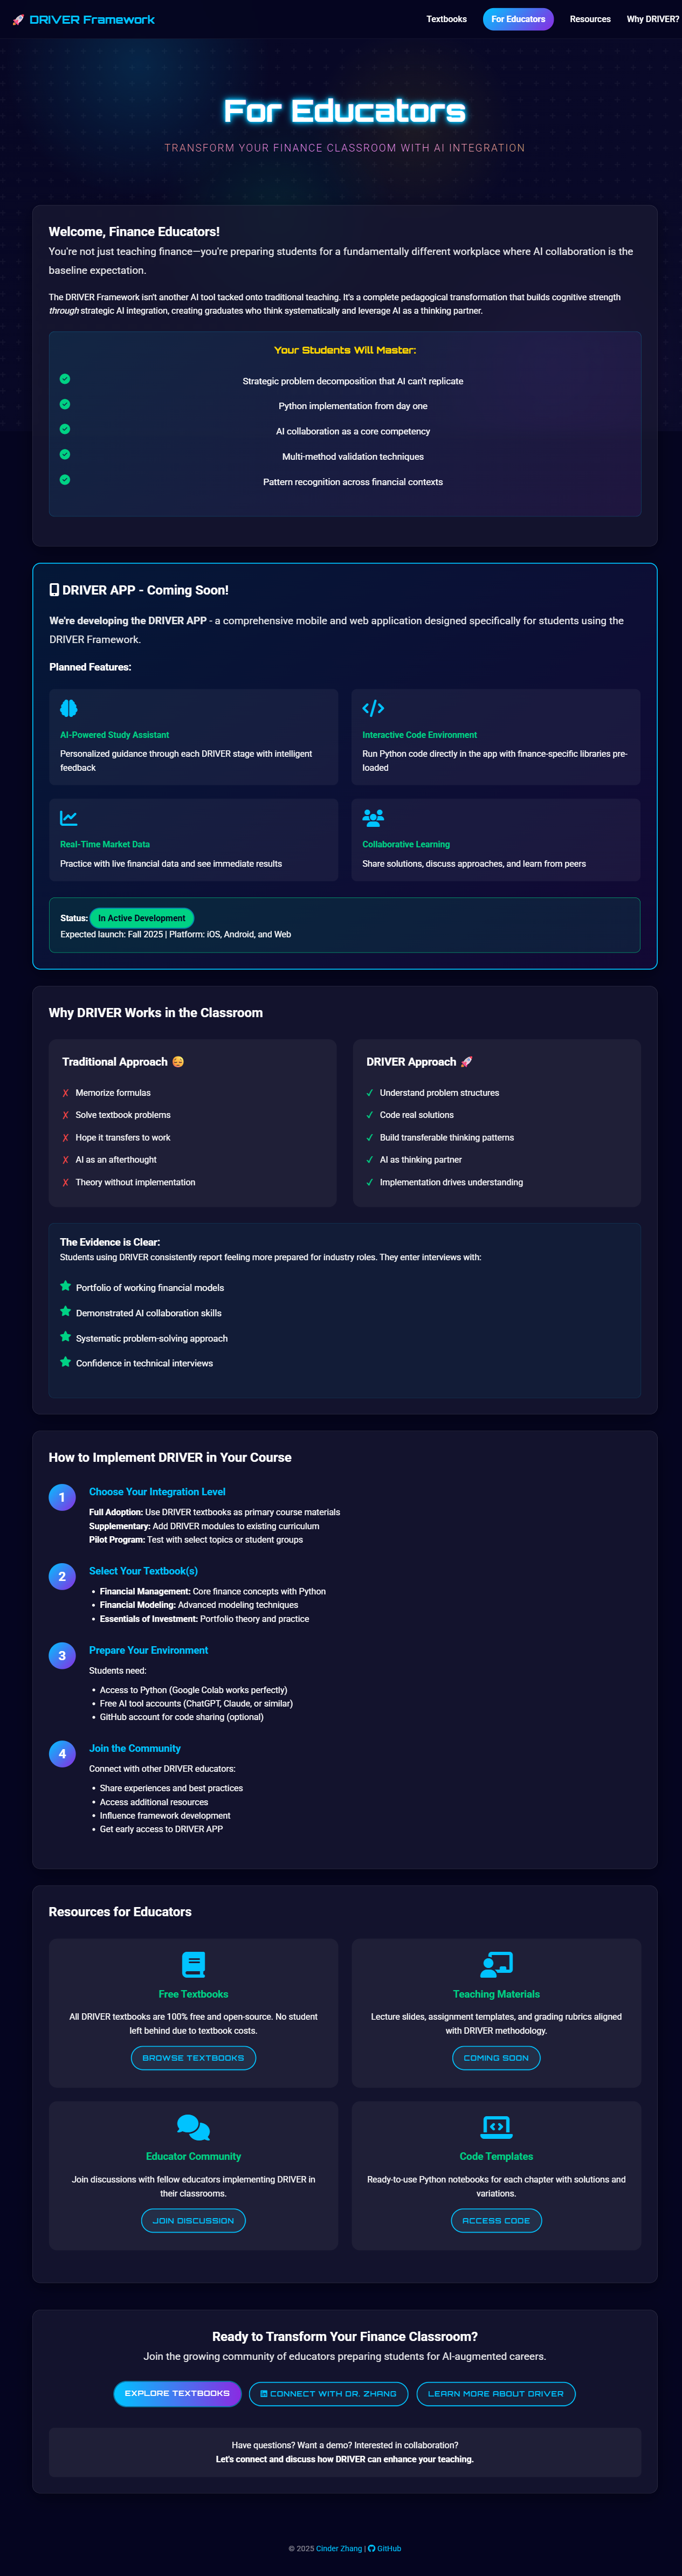 DRIVER Framework
Textbooks
For Educators
Resources
Why DRIVER?
For Educators
TRANSFORM YOUR FINANCE CLASSROOM WITH AI INTEGRATION
Welcome, Finance Educators!
You're not just teaching finance—you're preparing students for a fundamentally different workplace where AI collaboration is the
baseline expectation.
The DRIVER Framework isn't another AI tool tacked onto traditional teaching. It's a complete pedagogical transformation that builds cognitive strength
through strategic AI integration, creating graduates who think systematically and leverage AI as a thinking partner.
Your Students Will Master:
Strategic problem decomposition that AI can't replicate
Python implementation from day one
AI collaboration as a core competency
Multi-method validation techniques
Pattern recognition across financial contexts
DRIVER APP - Coming Soon!
We're developing the DRIVER APP - a comprehensive mobile and web application designed specifically for students using the
DRIVER Framework.
Planned Features:
AI-Powered Study Assistant
Personalized guidance through each DRIVER stage with intelligent
feedback
Interactive Code Environment
Run Python code directly in the app with finance-specific libraries pre-
loaded
Real-Time Market Data
Practice with live financial data and see immediate results
Collaborative Learning
Share solutions, discuss approaches, and learn from peers
Status: In Active Development
Expected launch: Fall 2025 | Platform: iOS, Android, and Web
Why DRIVER Works in the Classroom
Traditional Approach 😴
✗ Memorize formulas
✗ Solve textbook problems
✗ Hope it transfers to work
✗ AI as an afterthought
✗ Theory without implementation
DRIVER Approach 🚀
✓ Understand problem structures
✓ Code real solutions
✓ Build transferable thinking patterns
✓ AI as thinking partner
✓ Implementation drives understanding
The Evidence is Clear:
Students using DRIVER consistently report feeling more prepared for industry roles. They enter interviews with:
Portfolio of working financial models
Demonstrated AI collaboration skills
Systematic problem-solving approach
Confidence in technical interviews
How to Implement DRIVER in Your Course
1
Choose Your Integration Level
Full Adoption: Use DRIVER textbooks as primary course materials
Supplementary: Add DRIVER modules to existing curriculum
Pilot Program: Test with select topics or student groups
2
Select Your Textbook(s)
• Financial Management: Core finance concepts with Python
• Financial Modeling: Advanced modeling techniques
• Essentials of Investment: Portfolio theory and practice
3
Prepare Your Environment
Students need:
• Access to Python (Google Colab works perfectly)
• Free AI tool accounts (ChatGPT, Claude, or similar)
• GitHub account for code sharing (optional)
4
Join the Community
Connect with other DRIVER educators:
• Share experiences and best practices
• Access additional resources
• Influence framework development
• Get early access to DRIVER APP
Resources for Educators
Free Textbooks
All DRIVER textbooks are 100% free and open-source. No student
left behind due to textbook costs.
BROWSE TEXTBOOKS
Teaching Materials
Lecture slides, assignment templates, and grading rubrics aligned
with DRIVER methodology.
COMING SOON
Educator Community
Join discussions with fellow educators implementing DRIVER in
their classrooms.
JOIN DISCUSSION
Code Templates
Ready-to-use Python notebooks for each chapter with solutions and
variations.
ACCESS CODE
Ready to Transform Your Finance Classroom?
Join the growing community of educators preparing students for AI-augmented careers.
EXPLORE TEXTBOOKS
CONNECT WITH DR. ZHANG
LEARN MORE ABOUT DRIVER
Have questions? Want a demo? Interested in collaboration?
Let's connect and discuss how DRIVER can enhance your teaching.
© 2025 Cinder Zhang | GitHub